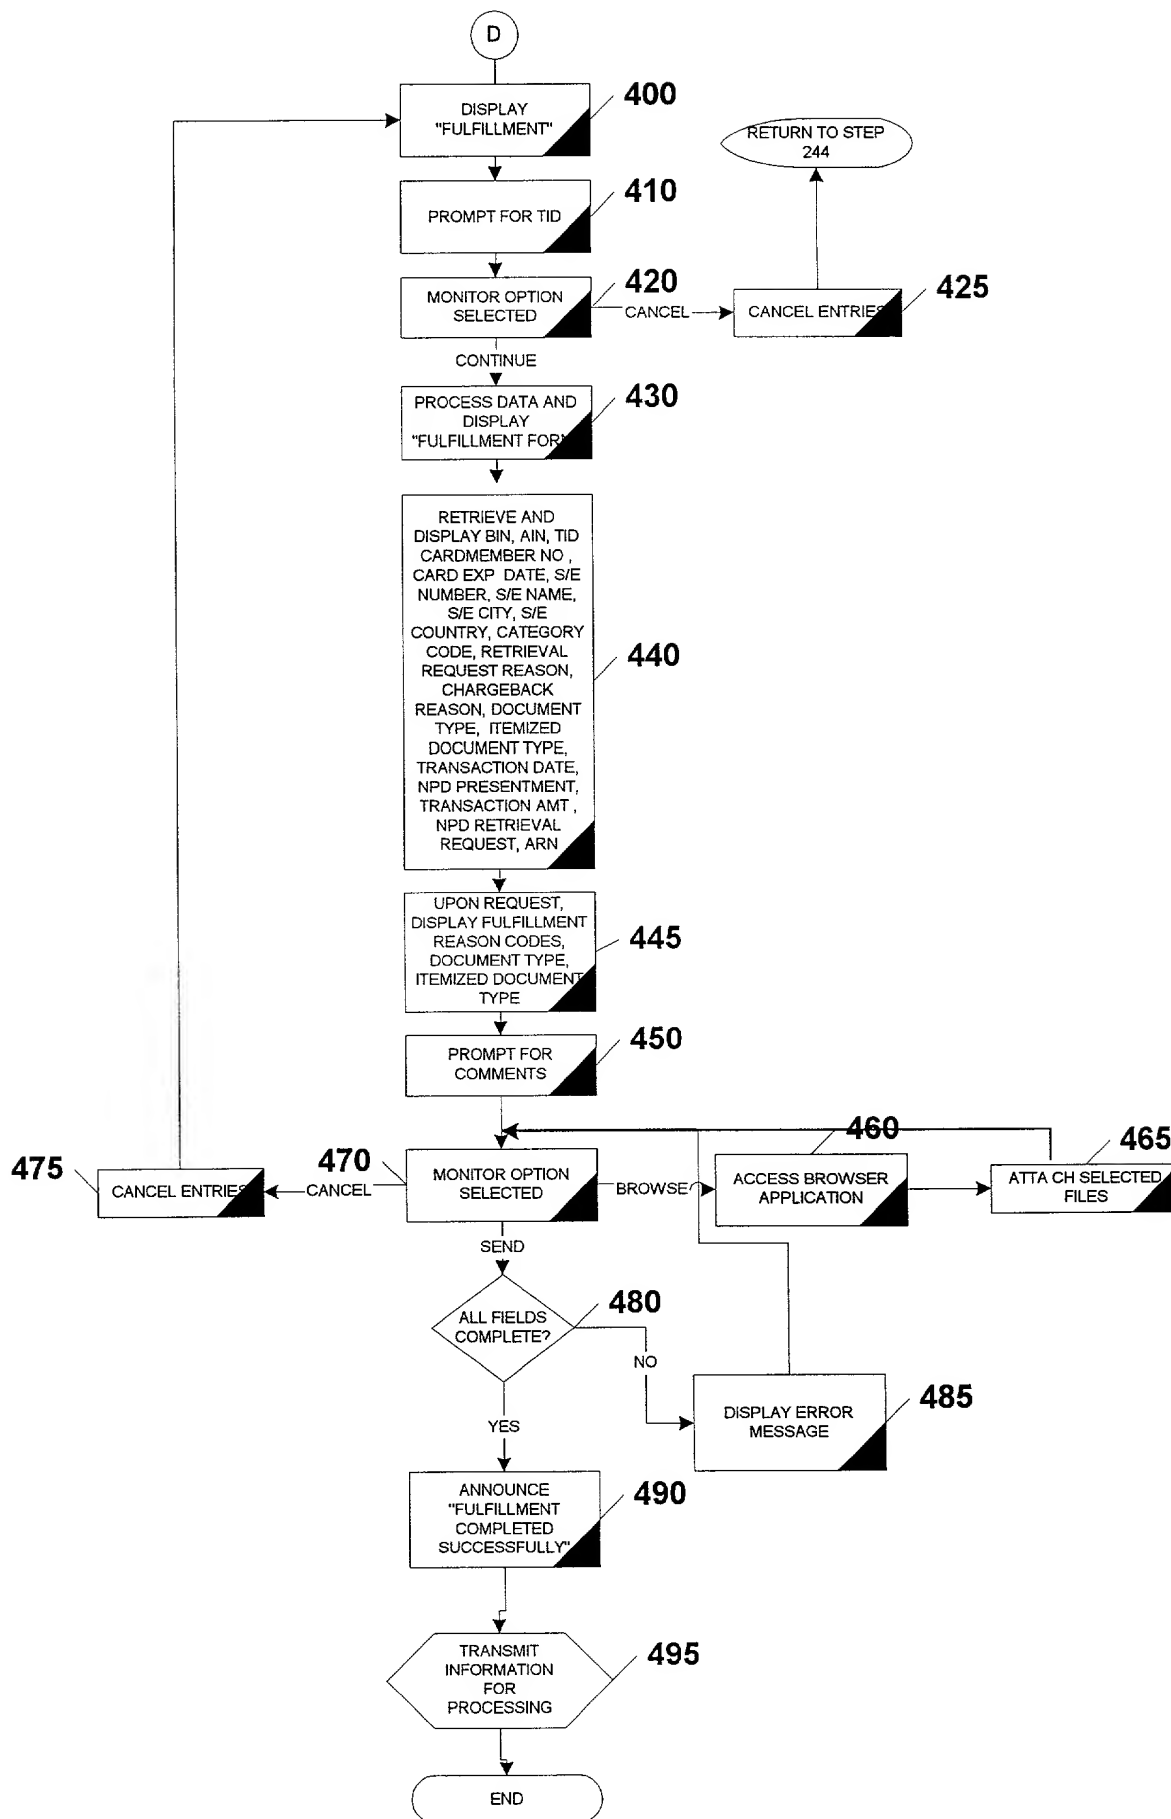 D
DISPLAY
"FULFILLMENT"
400
RETURN TO STEP
244
PROMPT FOR TID
410
MONITOR OPTION
SELECTED
420
CANCEL
CANCEL ENTRIES
425
CONTINUE
PROCESS DATA AND
DISPLAY
"FULFILLMENT FORM
430
RETRIEVE AND
DISPLAY BIN, AIN, TID
CARDMEMBER NO ,
CARD EXP DATE, S/E
NUMBER, S/E NAME,
S/E CITY, S/E
COUNTRY, CATEGORY
CODE, RETRIEVAL
REQUEST REASON,
CHARGEBACK
REASON, DOCUMENT
TYPE, ITEMIZED
DOCUMENT TYPE,
TRANSACTION DATE,
NPD PRESENTMENT,
TRANSACTION AMT ,
NPD RETRIEVAL
REQUEST, ARN
440
UPON REQUEST,
DISPLAY FULFILLMENT
REASON CODES,
DOCUMENT TYPE,
ITEMIZED DOCUMENT
TYPE
445
PROMPT FOR
COMMENTS
450
475
CANCEL ENTRIES
CANCEL
470
MONITOR OPTION
SELECTED
BROWSE
460
ACCESS BROWSER
APPLICATION
465
ATTA CH SELECTED
FILES
SEND
ALL FIELDS
COMPLETE?
480
NO
DISPLAY ERROR
MESSAGE
485
YES
ANNOUNCE
"FULFILLMENT
COMPLETED
SUCCESSFULLY"
490
TRANSMIT
INFORMATION
FOR
PROCESSING
495
END